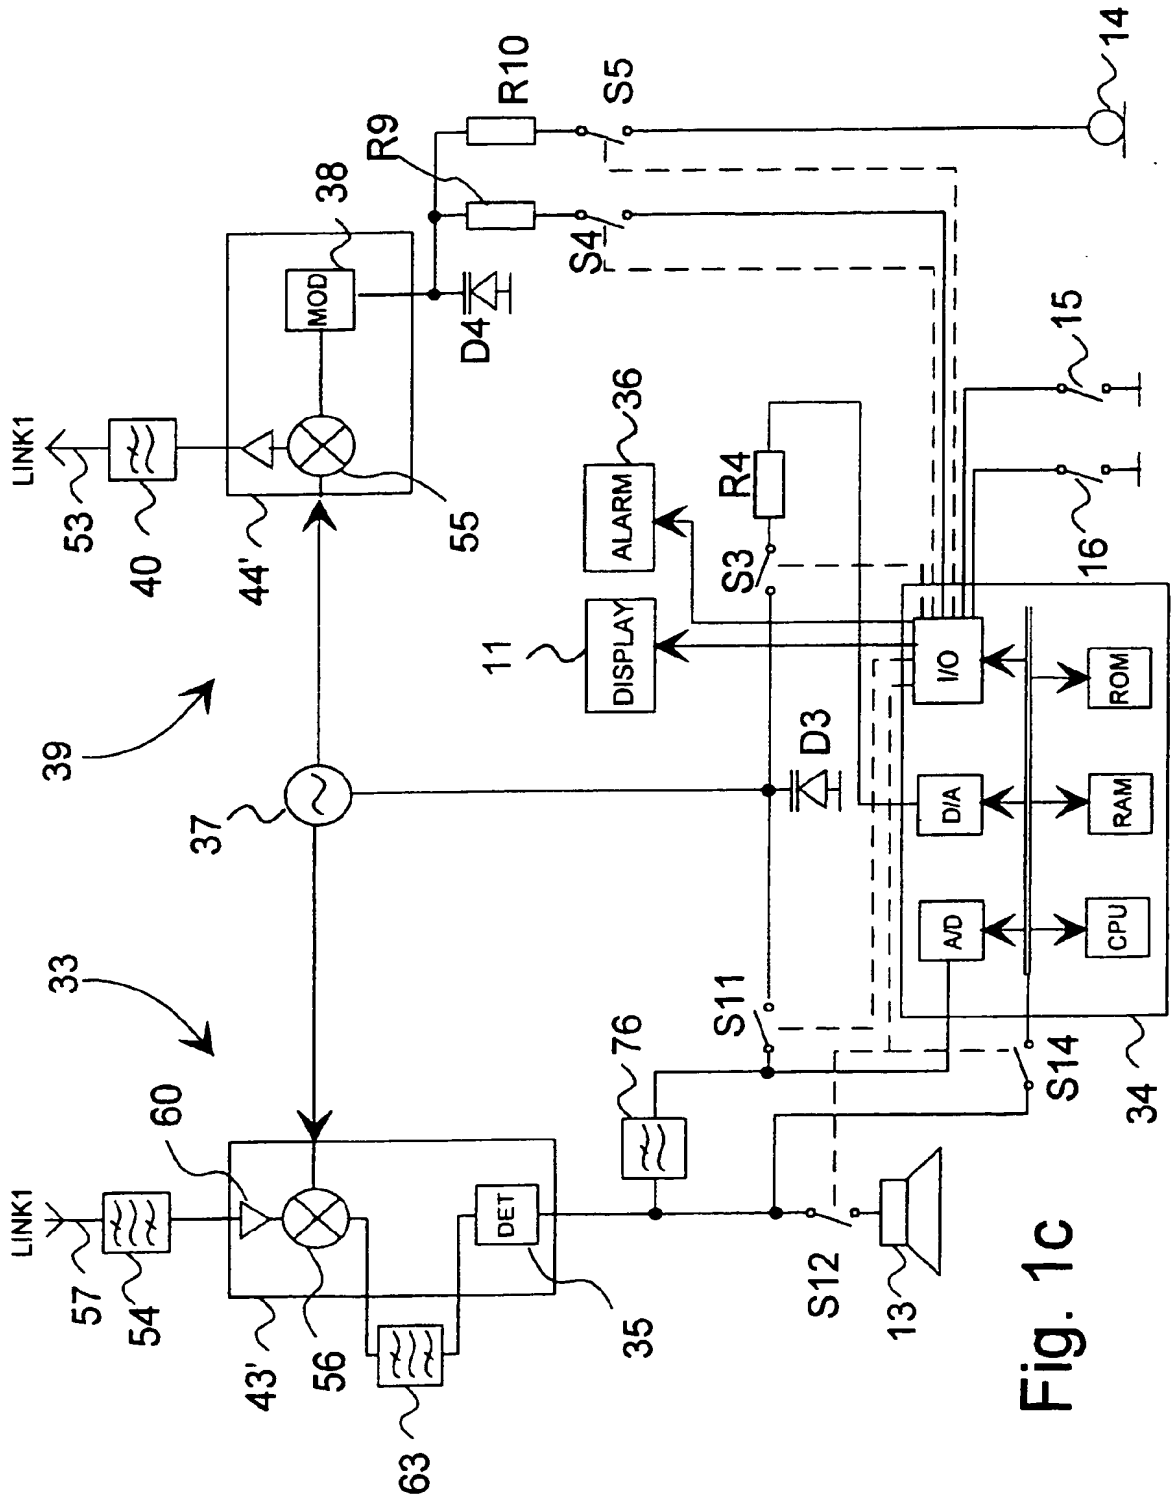 LINK1
57
54
60
33
43'
56
63
DET
35
37
39
LINK1
53
40
44'
55
MOD
38
R9
R10
D4
S4
S5
14
11
DISPLAY
ALARM
36
S3
R4
D3
S11
76
S12
13
S14
A/D
D/A
I/O
CPU
RAM
ROM
34
16
15
Fig. 1c